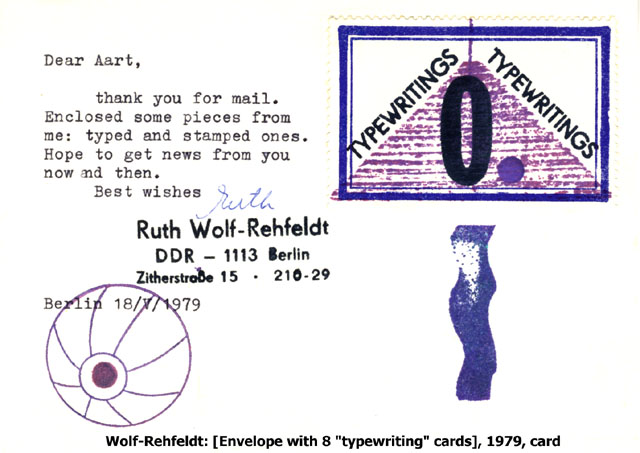 Dear Aart,
thank you for mail.
Enclosed some pieces from
me: typed and stamped ones.
Hope to get news from you
now and then.
Best wishes
Ruth
Ruth Wolf-Rehfeldt
DDR – 1113 Berlin
Zitherstraße 15 · 210-29
Berlin 18/V/1979
TYPEWRITINGS
TYPEWRITINGS
0
Wolf-Rehfeldt: [Envelope with 8 "typewriting" cards], 1979, card